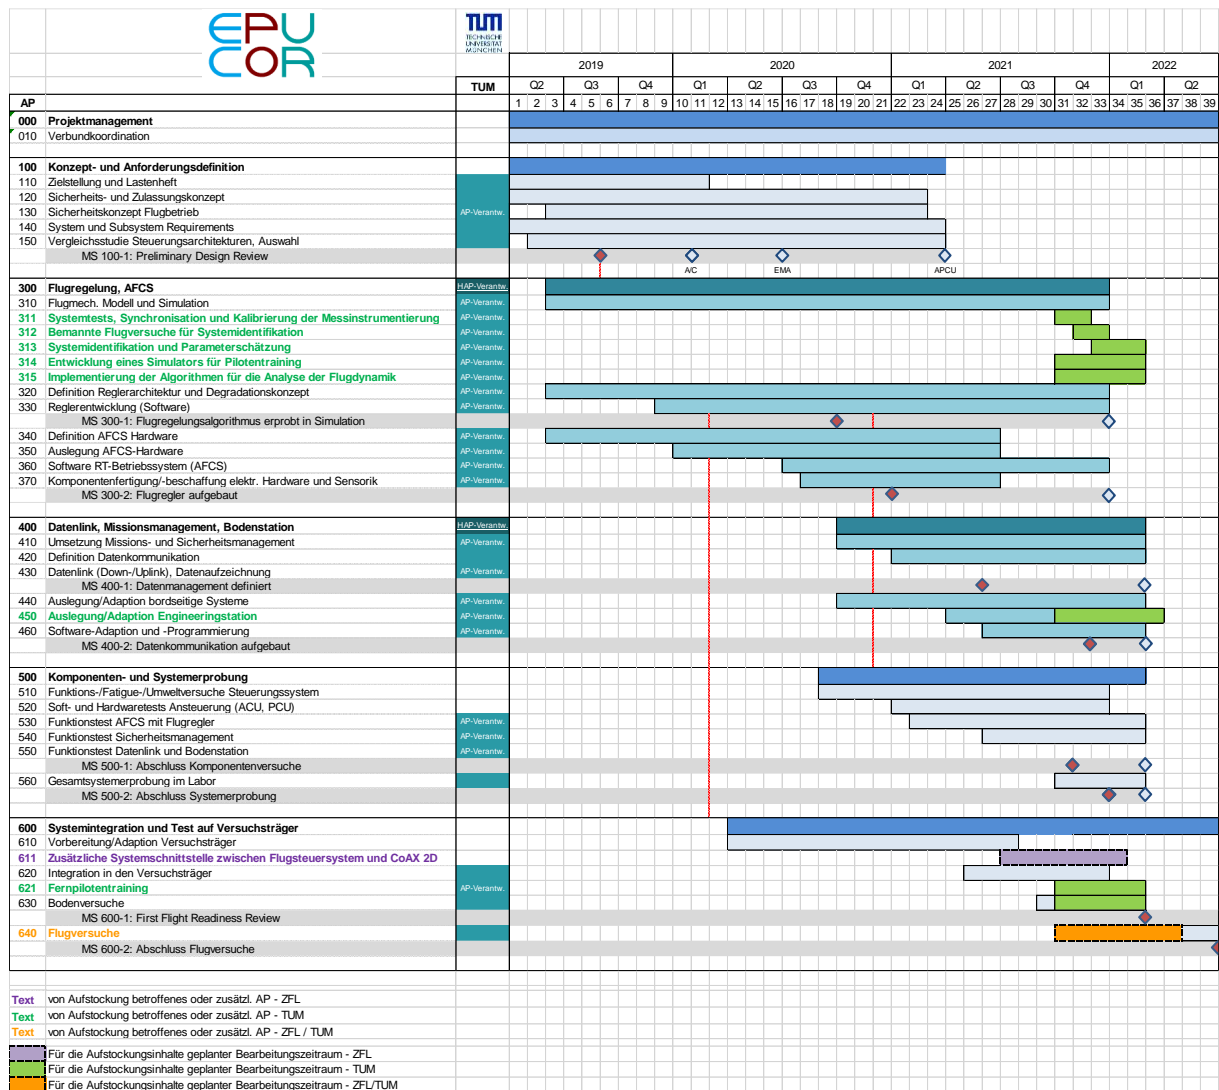 EPU
COR
TUM
TECHNISCHE
UNIVERSITÄT
MÜNCHEN
2019 2020 2021 2022
TUM Q2 Q3 Q4 Q1 Q2 Q3 Q4 Q1 Q2 Q3 Q4 Q1 Q2
AP 1 2 3 4 5 6 7 8 9 10 11 12 13 14 15 16 17 18 19 20 21 22 23 24 25 26 27 28 29 30 31 32 33 34 35 36 37 38 39
000 Projektmanagement
010 Verbundkoordination
100 Konzept- und Anforderungsdefinition
110 Zielstellung und Lastenheft
120 Sicherheits- und Zulassungskonzept
130 Sicherheitskonzept Flugbetrieb AP-Verantw.
140 System und Subsystem Requirements
150 Vergleichsstudie Steuerungsarchitekturen, Auswahl
MS 100-1: Preliminary Design Review
A/C EMA APCU
300 Flugregelung, AFCS HAP-Verantw.
310 Flugmech. Modell und Simulation AP-Verantw.
311 Systemtests, Synchronisation und Kalibrierung der Messinstrumentierung AP-Verantw.
312 Bemannte Flugversuche für Systemidentifikation AP-Verantw.
313 Systemidentifikation und Parameterschätzung AP-Verantw.
314 Entwicklung eines Simulators für Pilotentraining AP-Verantw.
315 Implementierung der Algorithmen für die Analyse der Flugdynamik AP-Verantw.
320 Definition Reglerarchitektur und Degradationskonzept AP-Verantw.
330 Reglerentwicklung (Software) AP-Verantw.
MS 300-1: Flugregelungsalgorithmus erprobt in Simulation
340 Definition AFCS Hardware AP-Verantw.
350 Auslegung AFCS-Hardware AP-Verantw.
360 Software RT-Betriebssystem (AFCS) AP-Verantw.
370 Komponentenfertigung/-beschaffung elektr. Hardware und Sensorik AP-Verantw.
MS 300-2: Flugregler aufgebaut
400 Datenlink, Missionsmanagement, Bodenstation HAP-Verantw.
410 Umsetzung Missions- und Sicherheitsmanagement AP-Verantw.
420 Definition Datenkommunikation
430 Datenlink (Down-/Uplink), Datenaufzeichnung AP-Verantw.
MS 400-1: Datenmanagement definiert
440 Auslegung/Adaption bordseitige Systeme AP-Verantw.
450 Auslegung/Adaption Engineeringstation AP-Verantw.
460 Software-Adaption und -Programmierung AP-Verantw.
MS 400-2: Datenkommunikation aufgebaut
500 Komponenten- und Systemerprobung
510 Funktions-/Fatigue-/Umweltversuche Steuerungssystem
520 Soft- und Hardwaretests Ansteuerung (ACU, PCU)
530 Funktionstest AFCS mit Flugregler AP-Verantw.
540 Funktionstest Sicherheitsmanagement AP-Verantw.
550 Funktionstest Datenlink und Bodenstation AP-Verantw.
MS 500-1: Abschluss Komponentenversuche
560 Gesamtsystemerprobung im Labor
MS 500-2: Abschluss Systemerprobung
600 Systemintegration und Test auf Versuchsträger
610 Vorbereitung/Adaption Versuchsträger
611 Zusätzliche Systemschnittstelle zwischen Flugsteuersystem und CoAX 2D
620 Integration in den Versuchsträger
621 Fernpilotentraining AP-Verantw.
630 Bodenversuche
MS 600-1: First Flight Readiness Review
640 Flugversuche
MS 600-2: Abschluss Flugversuche
Text von Aufstockung betroffenes oder zusätzl. AP - ZFL
Text von Aufstockung betroffenes oder zusätzl. AP - TUM
Text von Aufstockung betroffenes oder zusätzl. AP - ZFL / TUM
Für die Aufstockungsinhalte geplanter Bearbeitungszeitraum - ZFL
Für die Aufstockungsinhalte geplanter Bearbeitungszeitraum - TUM
Für die Aufstockungsinhalte geplanter Bearbeitungszeitraum - ZFL/TUM